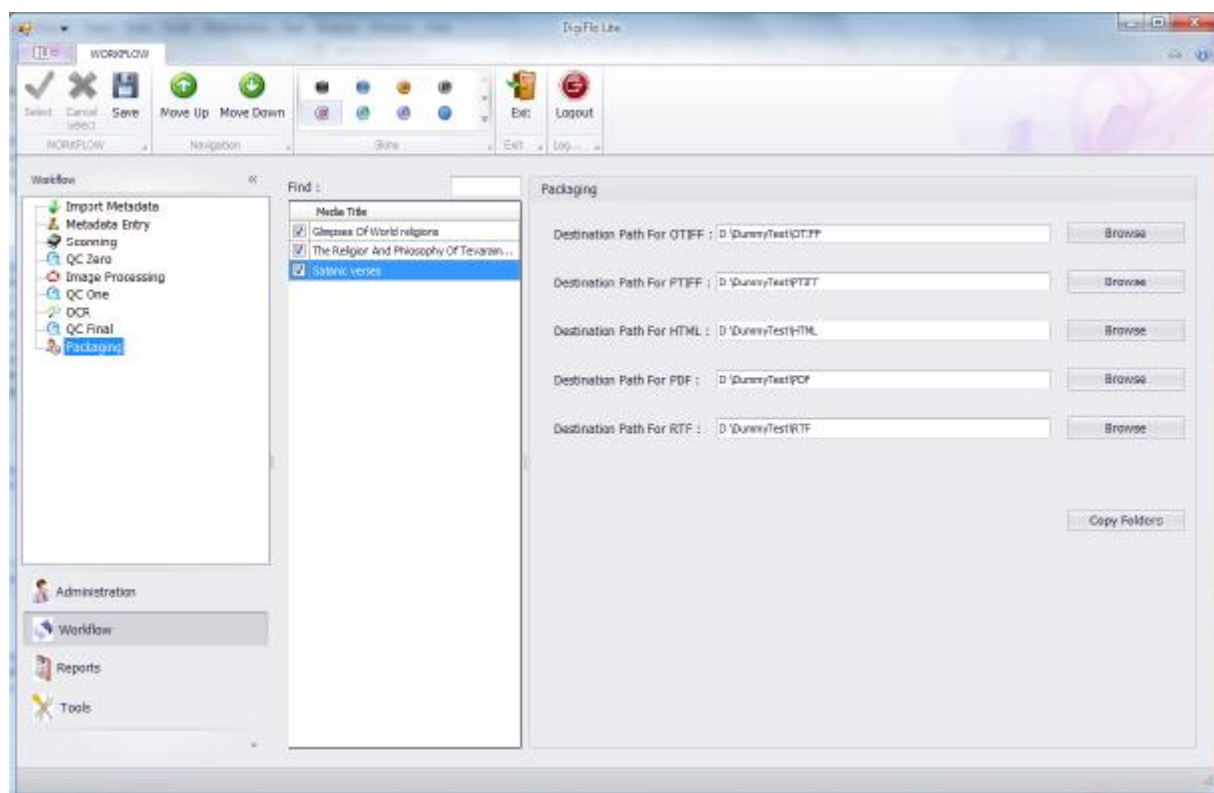 DigiFlo Lite
WORKFLOW
Select
Cancel
Select
Save
Move Up
Move Down
Exit
Logout
WORKFLOW
Navigation
Skins
Exit
Log...
Workflow
Import Metadata
Metadata Entry
Scanning
QC Zero
Image Processing
QC One
OCR
QC Final
Packaging
Administration
Workflow
Reports
Tools
Find :
Media Title
Glimpses Of World religions
The Religion And Philosophy Of Tevaram...
Satanic verses
Packaging
Destination Path For OTIFF : D:\DummyTest\OTIFF Browse
Destination Path For PTIFF : D:\DummyTest\PTIFF Browse
Destination Path For HTML : D:\DummyTest\HTML Browse
Destination Path For PDF : D:\DummyTest\PDF Browse
Destination Path For RTF : D:\DummyTest\RTF Browse
Copy Folders